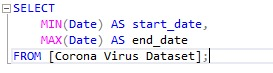 SELECT
MIN(Date) AS start_date,
MAX(Date) AS end_date
FROM [Corona Virus Dataset];